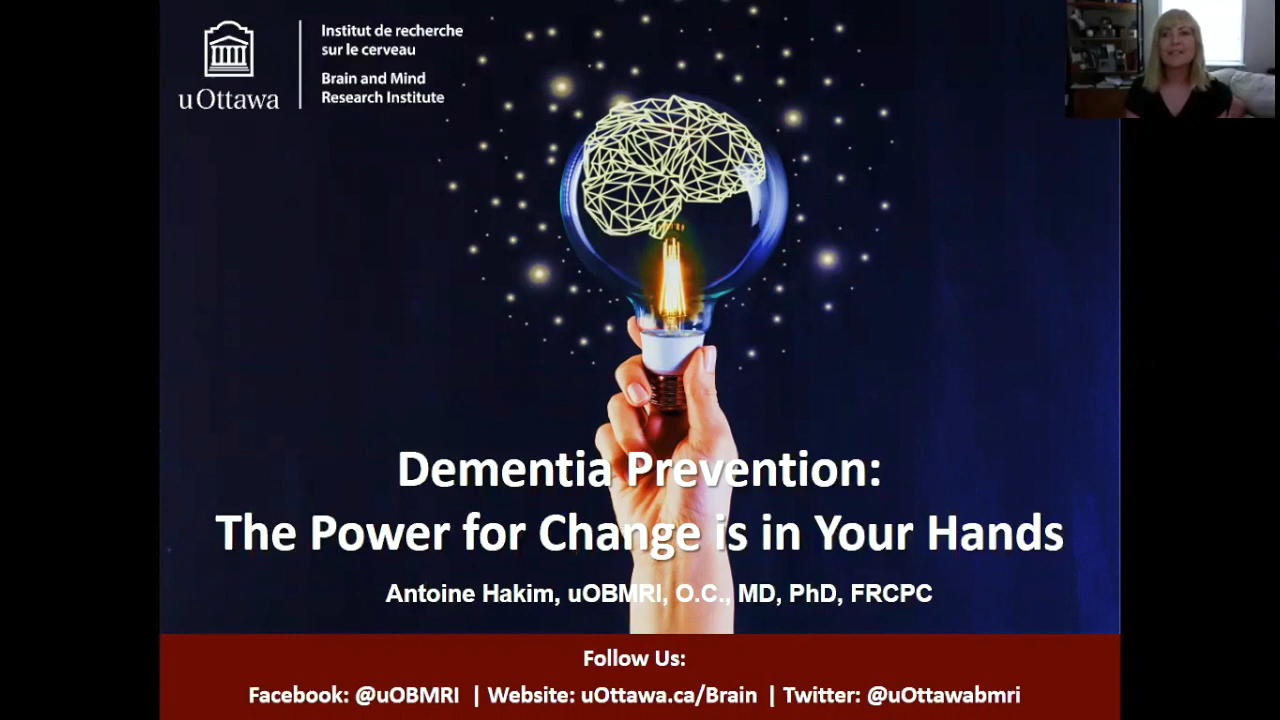 uOttawa
Institut de recherche
sur le cerveau
Brain and Mind
Research Institute
Dementia Prevention:
The Power for Change is in Your Hands
Antoine Hakim, uOBMRI, O.C., MD, PhD, FRCPC
Follow Us:
Facebook: @uOBMRI | Website: uOttawa.ca/Brain | Twitter: @uOttawabmri